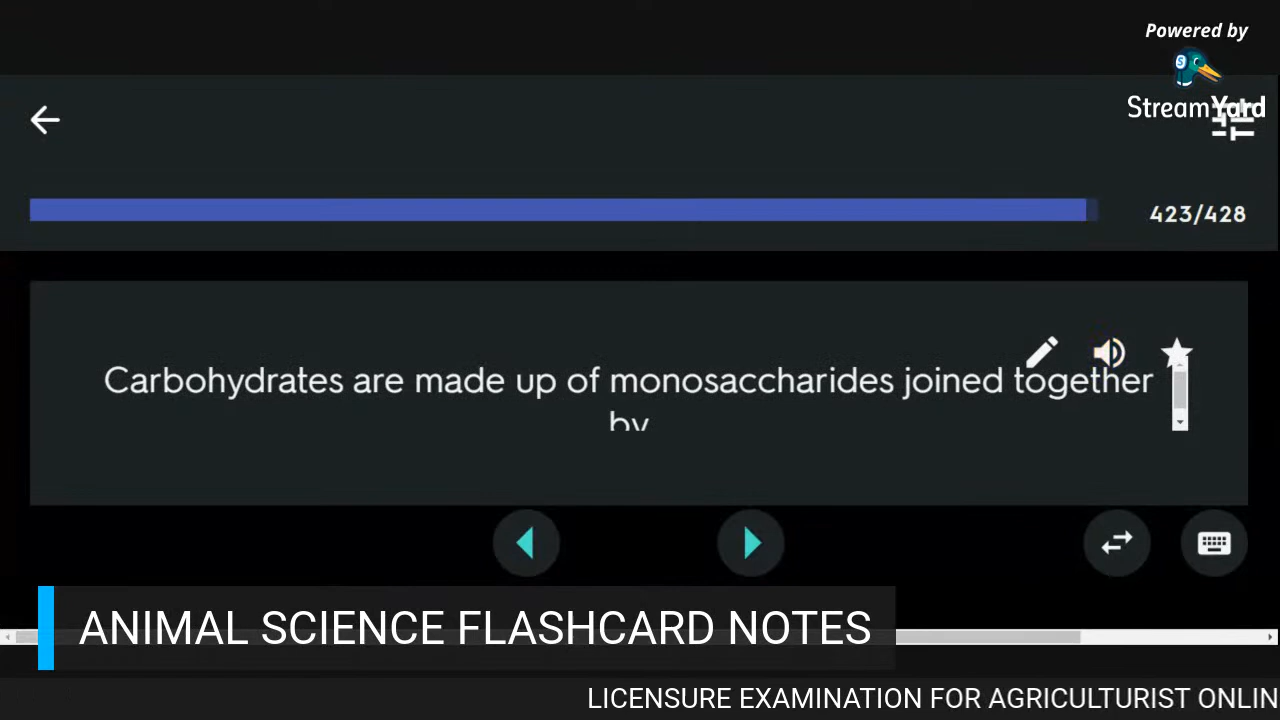 Powered by
StreamYard
423/428
Carbohydrates are made up of monosaccharides joined together
by
ANIMAL SCIENCE FLASHCARD NOTES
LICENSURE EXAMINATION FOR AGRICULTURIST ONLIN